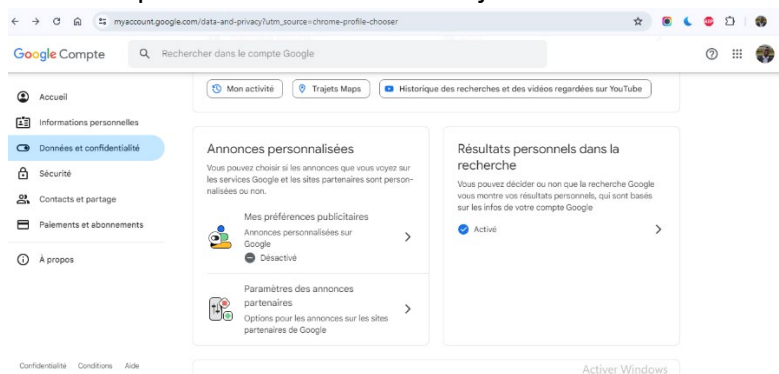 myaccount.google.com/data-and-privacy?utm_source=chrome-profile-chooser
Google Compte
Rechercher dans le compte Google
Mon activité
Trajets Maps
Historique des recherches et des vidéos regardées sur YouTube
Accueil
Informations personnelles
Données et confidentialité
Sécurité
Contacts et partage
Paiements et abonnements
À propos
Annonces personnalisées
Vous pouvez choisir si les annonces que vous voyez sur
les services Google et les sites partenaires sont person-
nalisées ou non.
Mes préférences publicitaires
Annonces personnalisées sur
Google
Désactivé
Paramètres des annonces
partenaires
Options pour les annonces sur les sites
partenaires de Google
Résultats personnels dans la
recherche
Vous pouvez décider ou non que la recherche Google
vous montre vos résultats personnels, qui sont basés
sur les infos de votre compte Google
Activé
Confidentialité Conditions Aide
Activer Windows